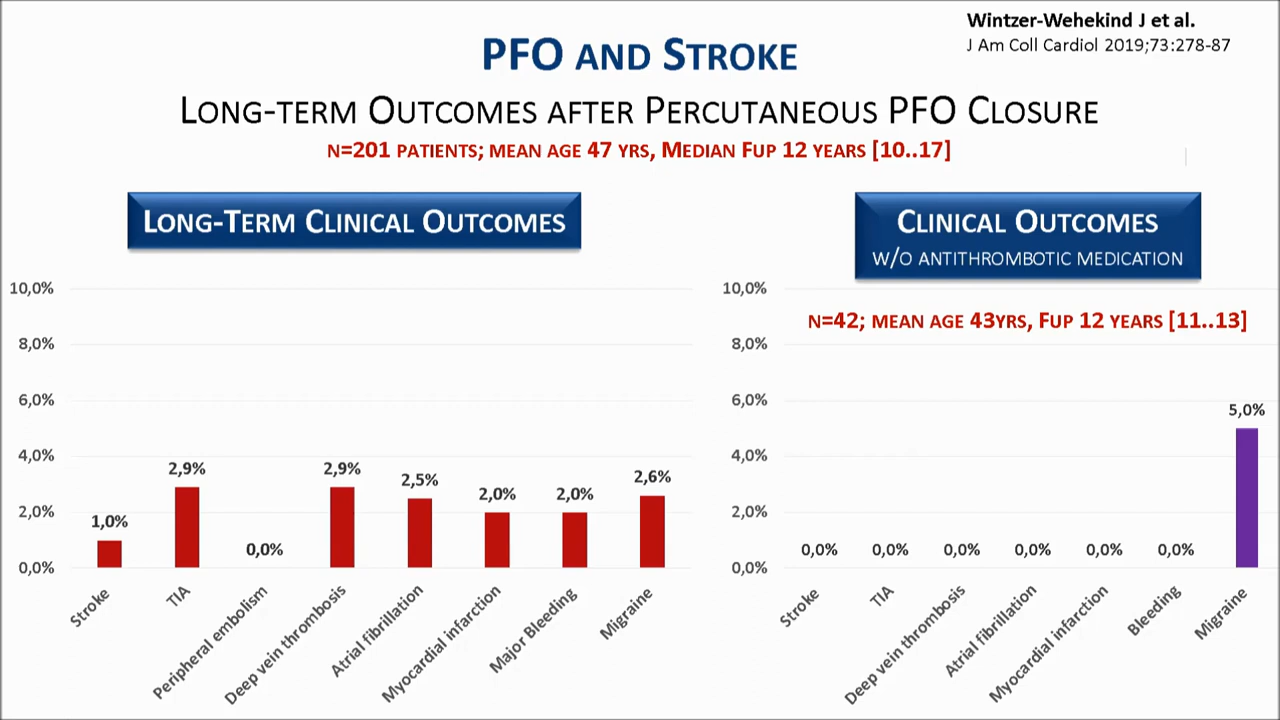 Wintzer-Wehekind J et al.
J Am Coll Cardiol 2019;73:278-87
PFO AND STROKE
LONG-TERM OUTCOMES AFTER PERCUTANEOUS PFO CLOSURE
N=201 PATIENTS; MEAN AGE 47 YRS, MEDIAN FUP 12 YEARS [10..17]
LONG-TERM CLINICAL OUTCOMES
10,0%
8,0%
6,0%
4,0%
2,0%
0,0%
1,0%
2,9%
0,0%
2,9%
2,5%
2,0%
2,0%
2,6%
Stroke
TIA
Peripheral embolism
Deep vein thrombosis
Atrial fibrillation
Myocardial infarction
Major Bleeding
Migraine
CLINICAL OUTCOMES
W/O ANTITHROMBOTIC MEDICATION
N=42; MEAN AGE 43YRS, FUP 12 YEARS [11..13]
10,0%
8,0%
6,0%
4,0%
2,0%
0,0%
0,0%
0,0%
0,0%
0,0%
0,0%
0,0%
5,0%
Stroke
TIA
Deep vein thrombosis
Atrial fibrillation
Myocardial infarction
Bleeding
Migraine